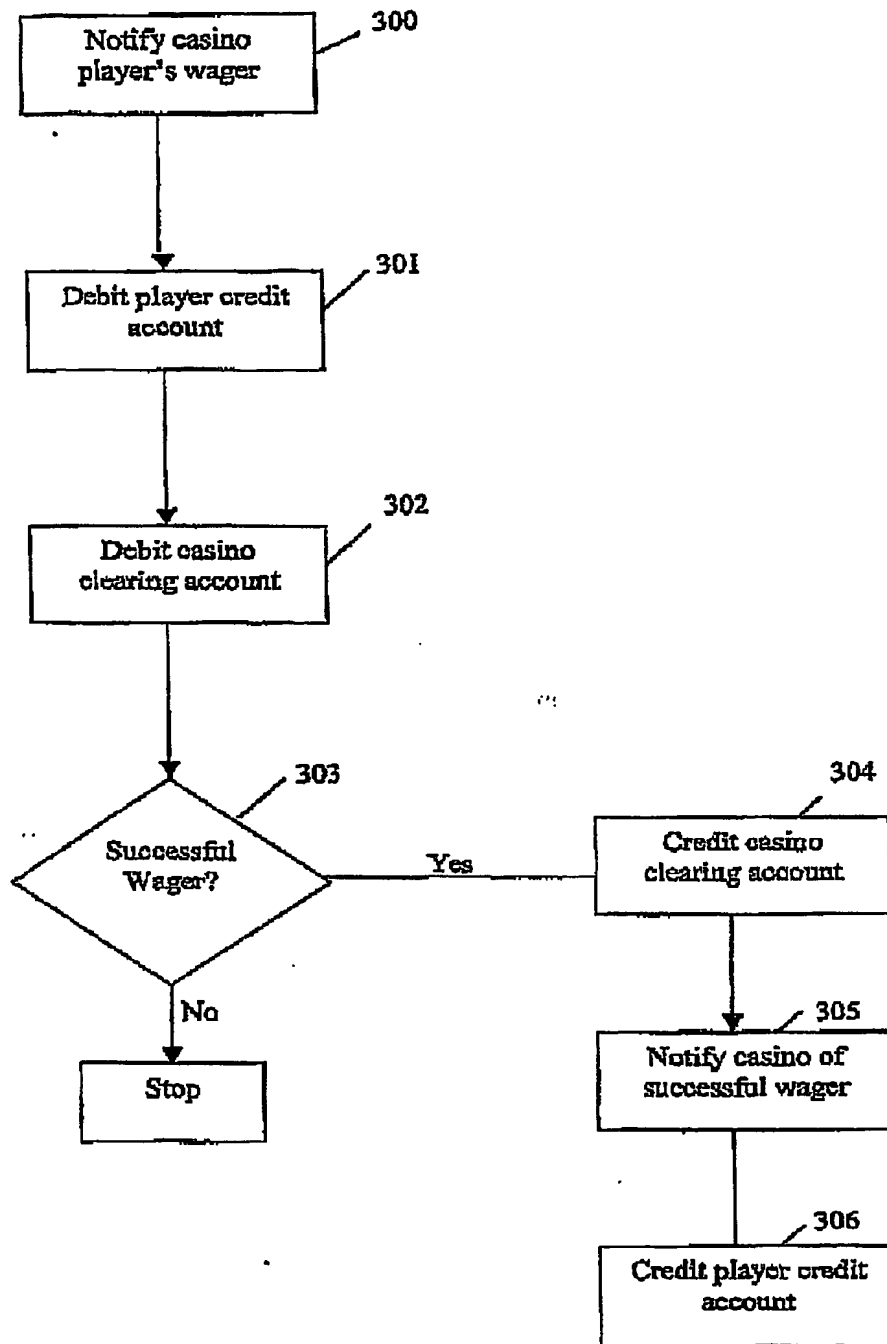 Notify casino
player's wager
300
Debit player credit
account
301
Debit casino
clearing account
302
Successful
Wager?
303
Yes
No
Stop
Credit casino
clearing account
304
Notify casino of
successful wager
305
Credit player credit
account
306